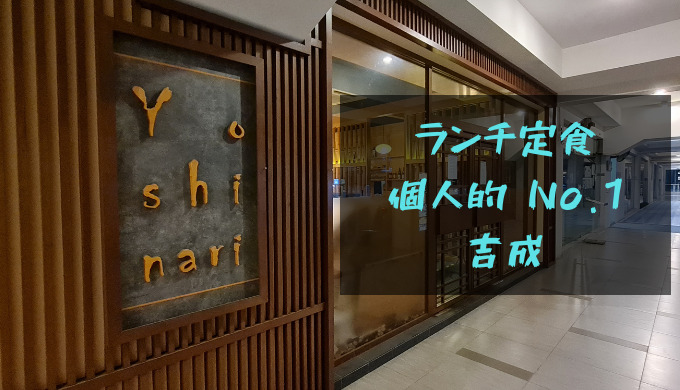 Yo
shi
nari
ランチ定食
個人的 No.1
吉成